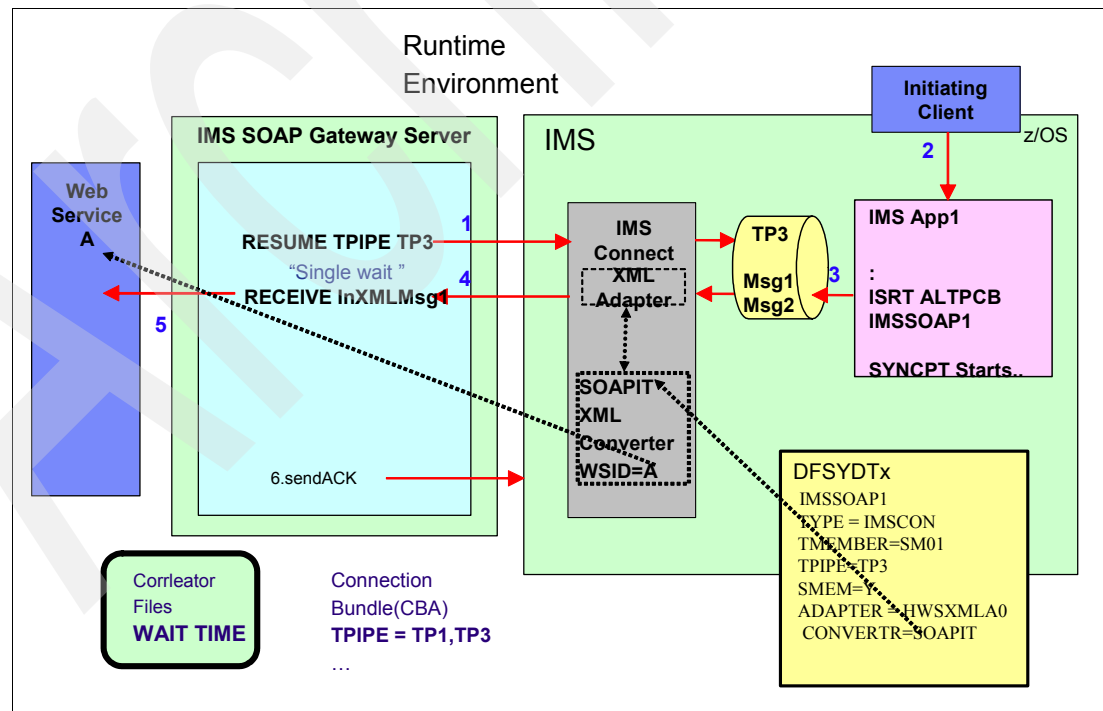 Runtime
Environment
Initiating
Client
IMS SOAP Gateway Server
IMS
z/OS
2
Web
Service
A
1
RESUME TPIPE TP3
"Single wait "
4
RECEIVE InXMLMsg1
5
6.sendACK
IMS
Connect
XML
Adapter
SOAPIT
XML
Converter
WSID=A
TP3
Msg1
Msg2
3
IMS App1
:
ISRT ALTPCB
IMSSOAP1
SYNCPT Starts..
DFSYDTx
IMSSOAP1
TYPE = IMSCON
TMEMBER=SM01
TPIPE=TP3
SMEM=Y
ADAPTER = HWSXMLA0
CONVERTR=SOAPIT
Corrleator
Files
WAIT TIME
Connection
Bundle(CBA)
TPIPE = TP1,TP3
…